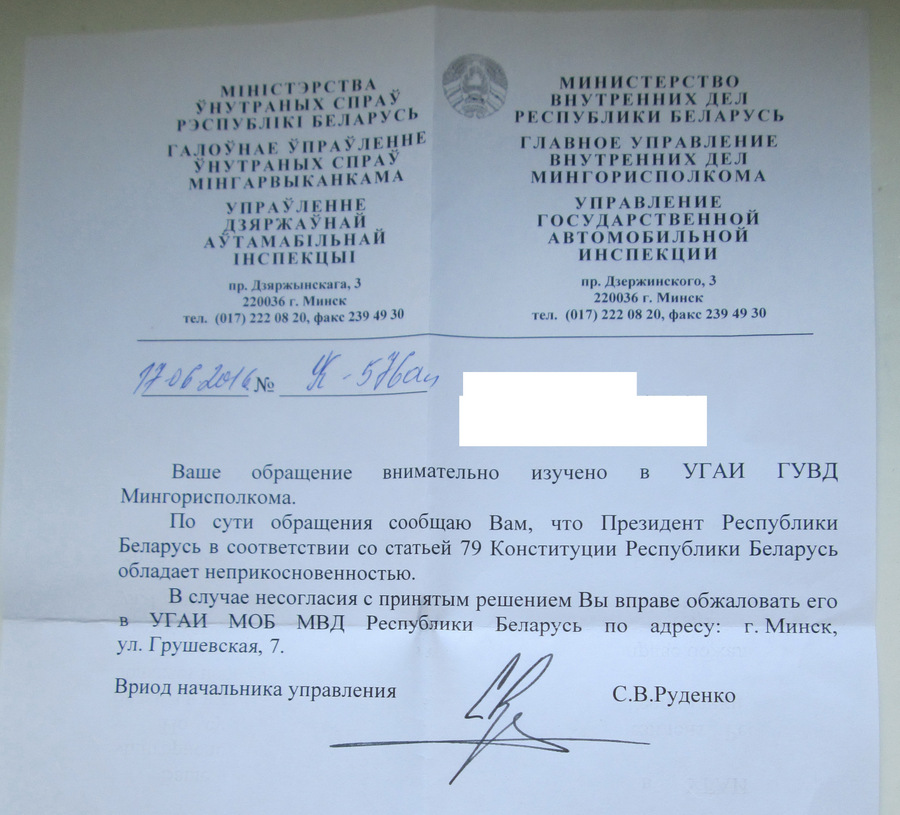 МІНІСТЭРСТВА
ЎНУТРАНЫХ СПРАЎ
РЭСПУБЛІКІ БЕЛАРУСЬ
ГАЛОЎНАЕ ЎПРАЎЛЕННЕ
ЎНУТРАНЫХ СПРАЎ
МІНГАРВЫКАНКАМА
УПРАЎЛЕННЕ
ДЗЯРЖАЎНАЙ
АЎТАМАБІЛЬНАЙ
ІНСПЕКЦЫІ
пр. Дзяржынскага, 3
220036 г. Минск
тел. (017) 222 08 20, факс 239 49 30
МИНИСТЕРСТВО
ВНУТРЕННИХ ДЕЛ
РЕСПУБЛИКИ БЕЛАРУСЬ
ГЛАВНОЕ УПРАВЛЕНИЕ
ВНУТРЕННИХ ДЕЛ
МИНГОРИСПОЛКОМА
УПРАВЛЕНИЕ
ГОСУДАРСТВЕННОЙ
АВТОМОБИЛЬНОЙ
ИНСПЕКЦИИ
пр. Дзержинского, 3
220036 г. Минск
тел. (017) 222 08 20, факс 239 49 30
17.06.2016 №
Ваше обращение внимательно изучено в УГАИ ГУВД
Мингорисполкома.
По сути обращения сообщаю Вам, что Президент Республики
Беларусь в соответствии со статьей 79 Конституции Республики Беларусь
обладает неприкосновенностью.
В случае несогласия с принятым решением Вы вправе обжаловать его
в УГАИ МОБ МВД Республики Беларусь по адресу: г. Минск,
ул. Грушевская, 7.
Вриод начальника управления
С.В.Руденко